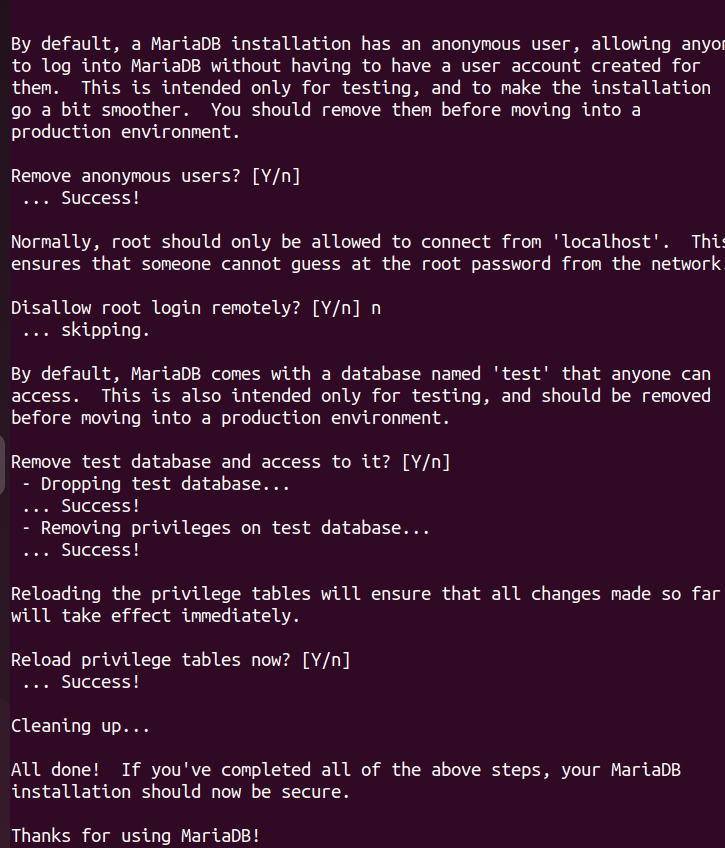 By default, a MariaDB installation has an anonymous user, allowing anyon
to log into MariaDB without having to have a user account created for
them.  This is intended only for testing, and to make the installation
go a bit smoother.  You should remove them before moving into a
production environment.

Remove anonymous users? [Y/n]
 ... Success!

Normally, root should only be allowed to connect from 'localhost'.  This
ensures that someone cannot guess at the root password from the network.

Disallow root login remotely? [Y/n] n
 ... skipping.

By default, MariaDB comes with a database named 'test' that anyone can
access.  This is also intended only for testing, and should be removed
before moving into a production environment.

Remove test database and access to it? [Y/n]
 - Dropping test database...
 ... Success!
 - Removing privileges on test database...
 ... Success!

Reloading the privilege tables will ensure that all changes made so far
will take effect immediately.

Reload privilege tables now? [Y/n]
 ... Success!

Cleaning up...

All done!  If you've completed all of the above steps, your MariaDB
installation should now be secure.

Thanks for using MariaDB!